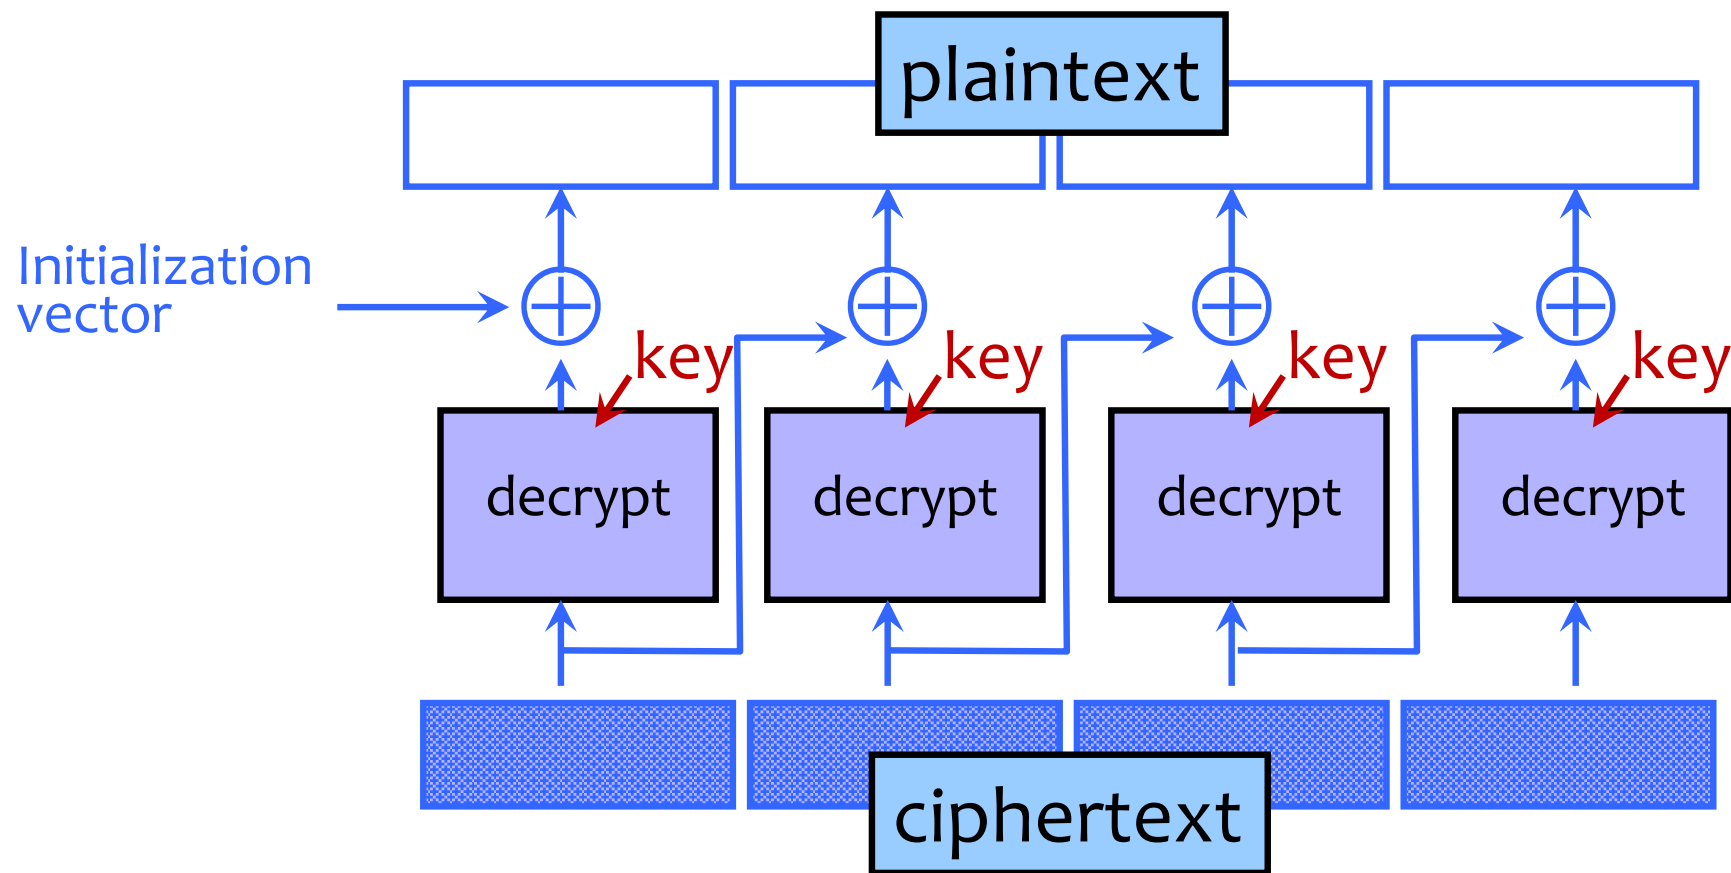 plaintext
Initialization
vector
key key key key
decrypt decrypt decrypt decrypt
ciphertext